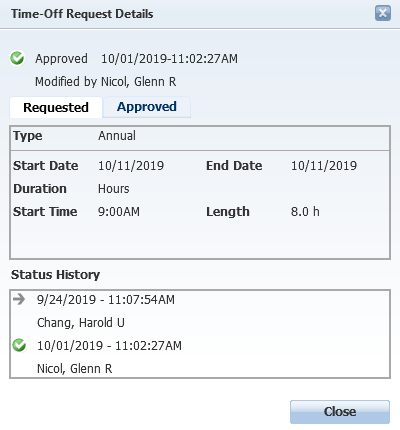 Time-Off Request Details
Approved 10/01/2019-11:02:27AM
Modified by Nicol, Glenn R
Requested Approved
Type Annual
Start Date 10/11/2019 End Date 10/11/2019
Duration Hours
Start Time 9:00AM Length 8.0 h
Status History
9/24/2019 - 11:07:54AM
Chang, Harold U
10/01/2019 - 11:02:27AM
Nicol, Glenn R
Close